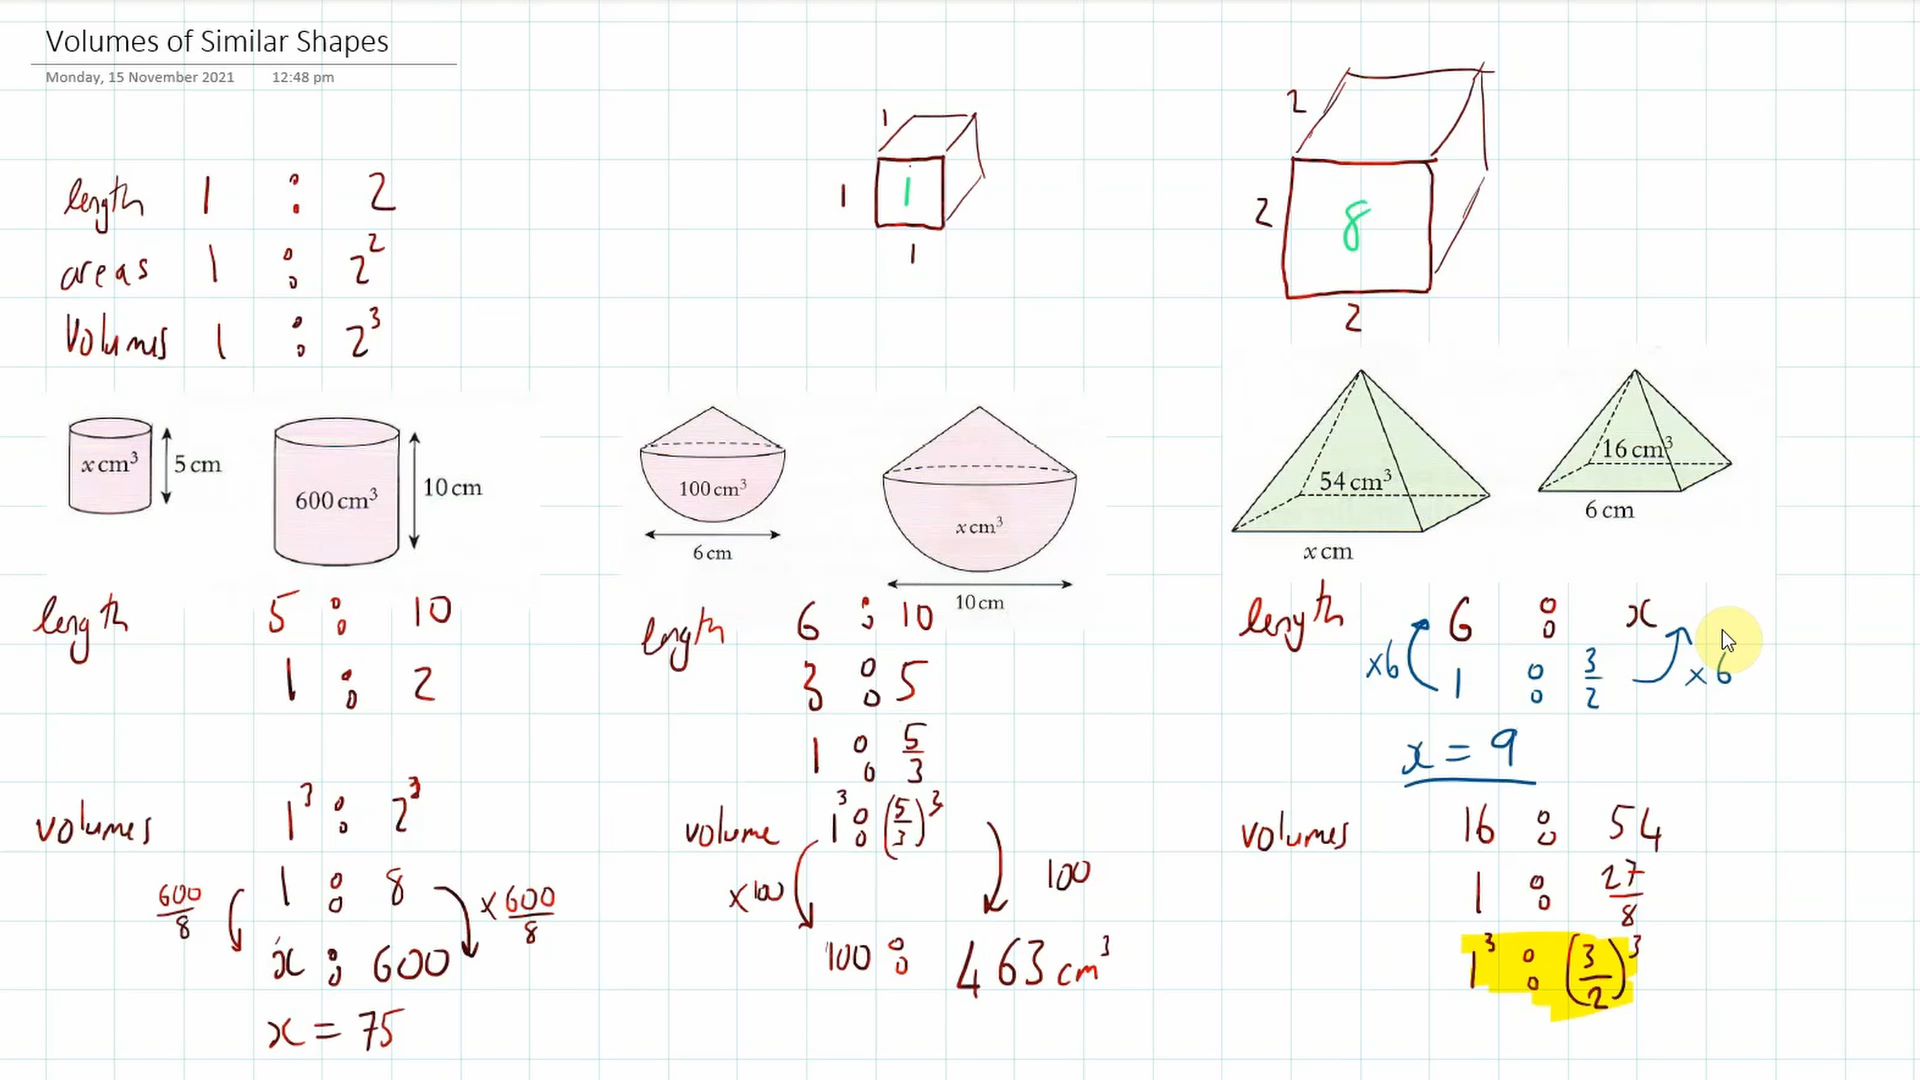 Volumes of Similar Shapes
Monday, 15 November 2021 12:48 pm
length 1 : 2
areas 1 : 2²
Volumes 1 : 2³
1
1
1
1
2
2
8
2
x cm³
5 cm
600 cm³
10 cm
length 5 : 10
1 : 2
volumes 1³ : 2³
600/8 1 : 8 × 600/8
x : 600
x = 75
100 cm³
6 cm
x cm³
10 cm
length 6 : 10
3 : 5
1 : 5/3
volume 1³ : (5/3)³
×100 100
100 : 463 cm³
54 cm³
x cm
16 cm³
6 cm
length 6 : x
×6 1 : 3/2 ×6
x = 9
volumes 16 : 54
1 : 27/8
1³ : (3/2)³